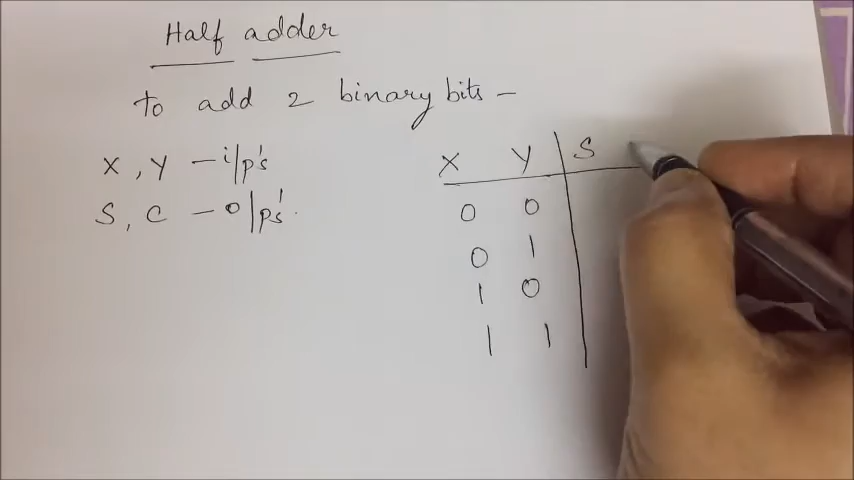 Half adder
to add 2 binary bits -
X, Y - i/p's
S, C - o/p's.
X Y S
0 0
0 1
1 0
1 1